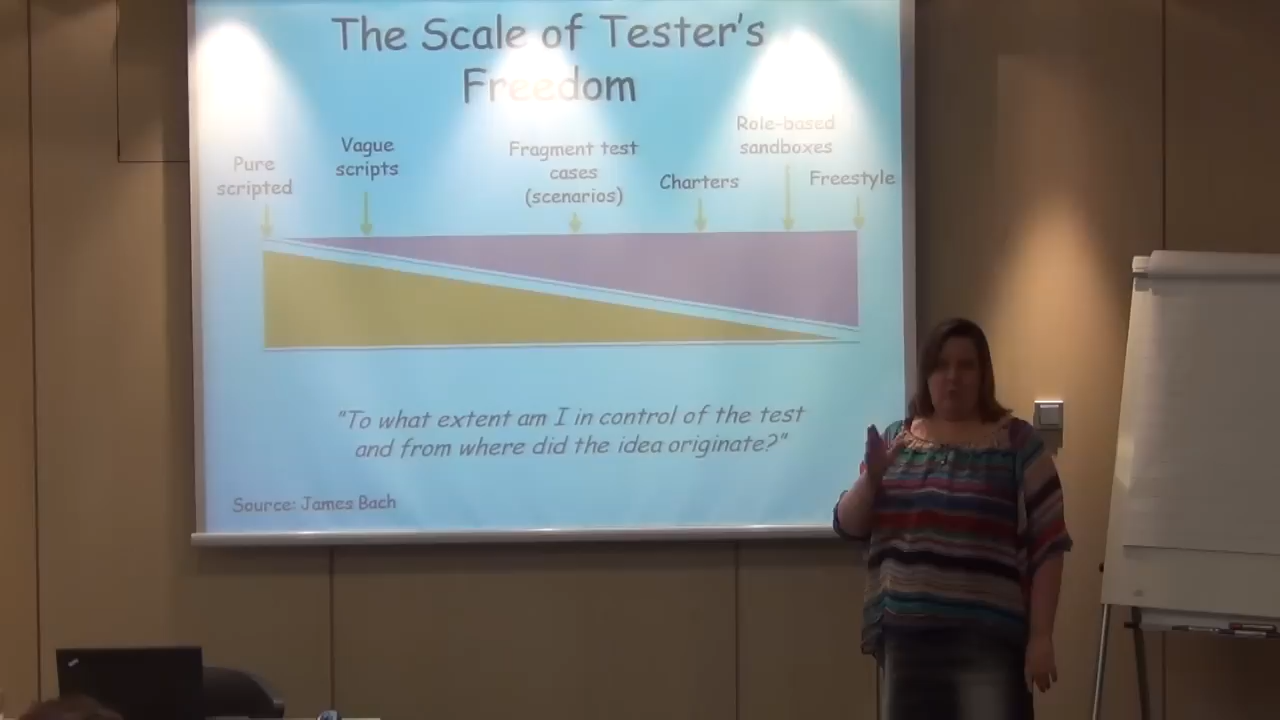 The Scale of Tester's
Freedom
Pure
scripted
Vague
scripts
Fragment test
cases
(scenarios)
Charters
Role-based
sandboxes
Freestyle
"To what extent am I in control of the test
and from where did the idea originate?"
Source: James Bach